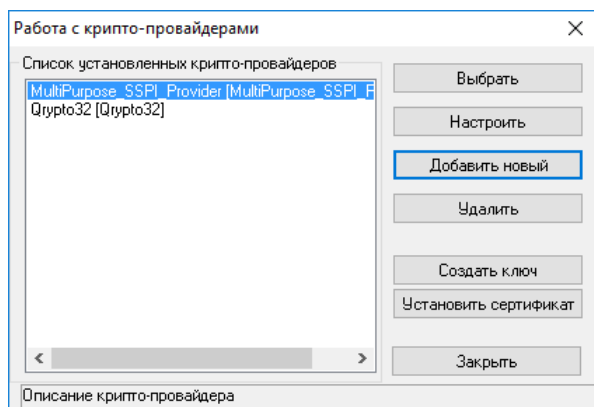 Работа с крипто-провайдерами
Список установленных крипто-провайдеров
MultiPurpose_SSPI_Provider [MultiPurpose_SSPI_P
Qrypto32 [Qrypto32]
Выбрать
Настроить
Добавить новый
Удалить
Создать ключ
Установить сертификат
Закрыть
Описание крипто-провайдера